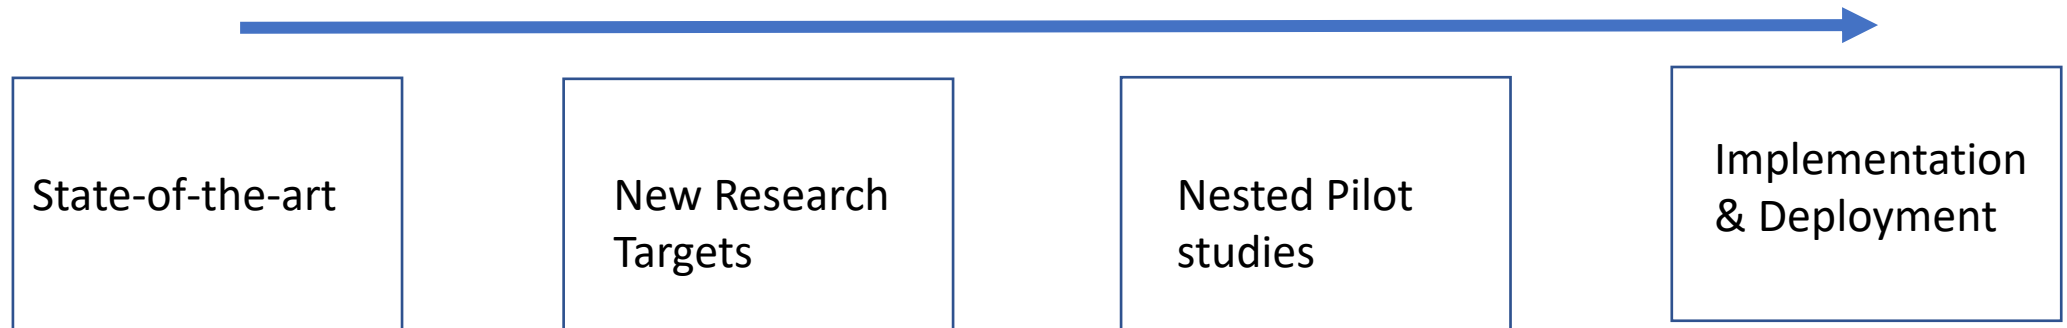 State-of-the-art
New Research
Targets
Nested Pilot
studies
Implementation
& Deployment